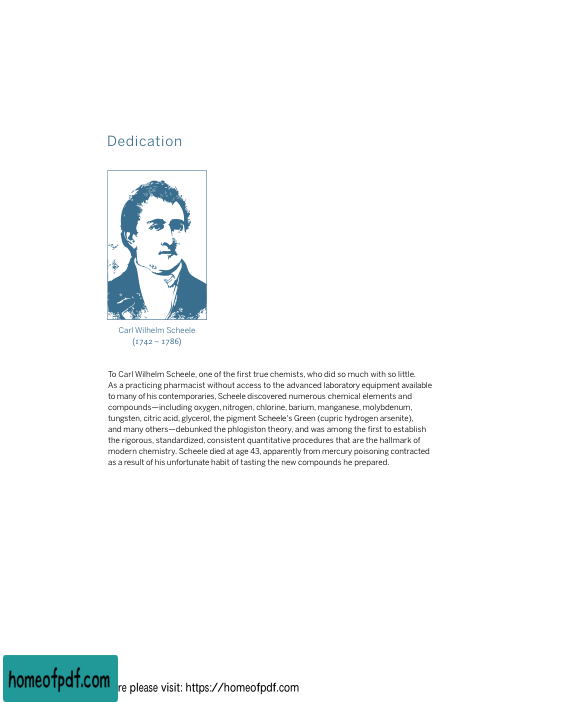 Dedication
Carl Wilhelm Scheele
(1742 – 1786)
To Carl Wilhelm Scheele, one of the first true chemists, who did so much with so little.
As a practicing pharmacist without access to the advanced laboratory equipment available
to many of his contemporaries, Scheele discovered numerous chemical elements and
compounds—including oxygen, nitrogen, chlorine, barium, manganese, molybdenum,
tungsten, citric acid, glycerol, the pigment Scheele's Green (cupric hydrogen arsenite),
and many others—debunked the phlogiston theory, and was among the first to establish
the rigorous, standardized, consistent quantitative procedures that are the hallmark of
modern chemistry. Scheele died at age 43, apparently from mercury poisoning contracted
as a result of his unfortunate habit of tasting the new compounds he prepared.
homeofpdf.com
re please visit: https://homeofpdf.com